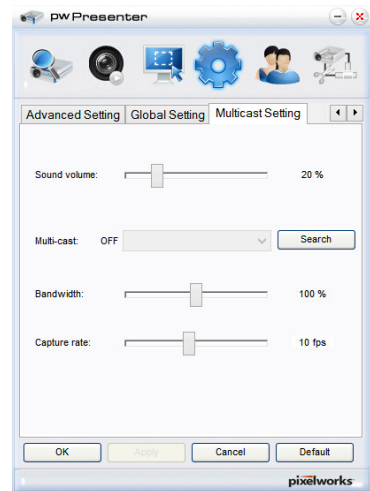 pwPresenter
Advanced Setting Global Setting Multicast Setting
Sound volume: 20 %
Multi-cast: OFF Search
Bandwidth: 100 %
Capture rate: 10 fps
OK Apply Cancel Default
pixelworks